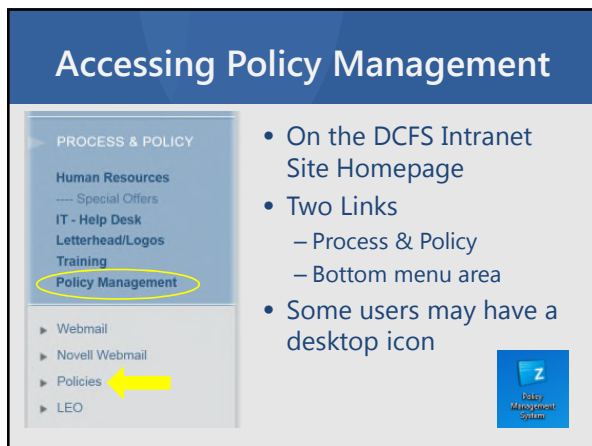 Accessing Policy Management
PROCESS & POLICY
Human Resources
---- Special Offers
IT - Help Desk
Letterhead/Logos
Training
Policy Management
Webmail
Novell Webmail
Policies
LEO
• On the DCFS Intranet
Site Homepage
• Two Links
– Process & Policy
– Bottom menu area
• Some users may have a
desktop icon
Z
Policy
Management
System